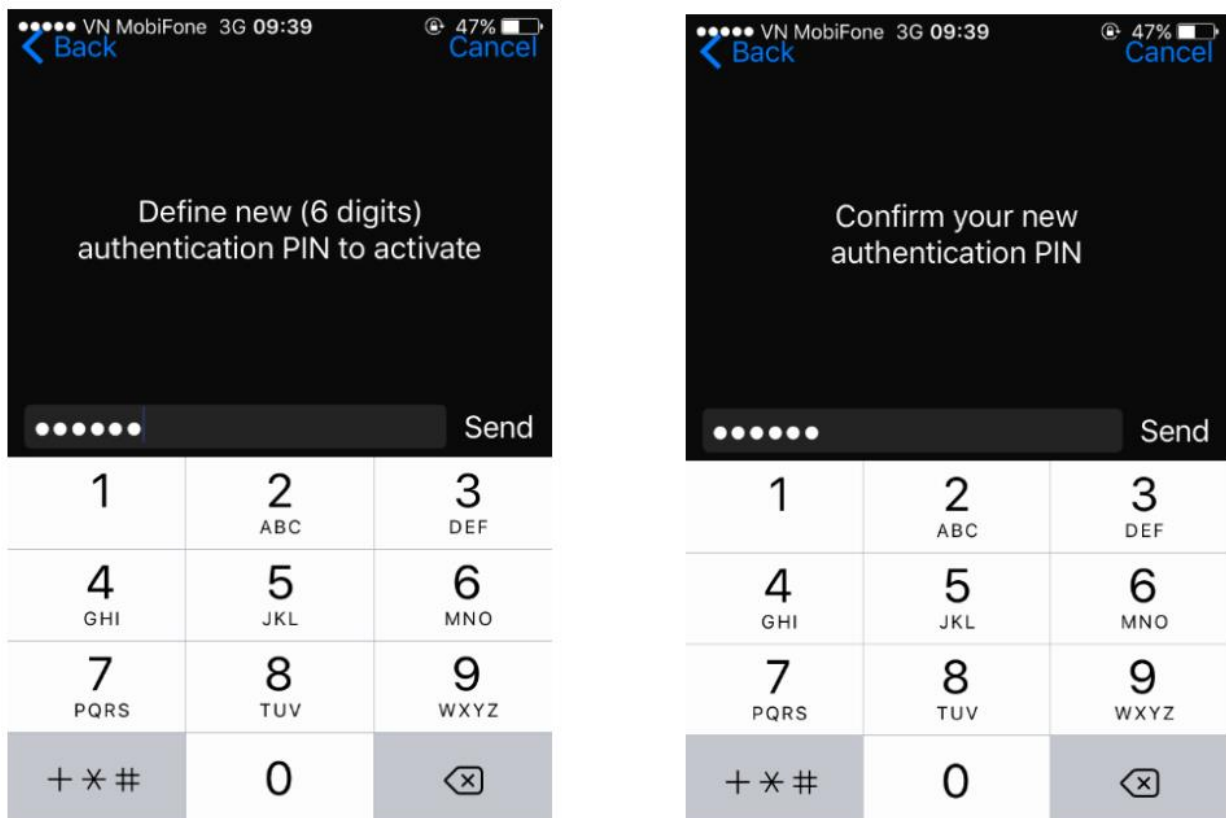 VN MobiFone 3G 09:39 47%
Back Cancel
Define new (6 digits)
authentication PIN to activate
●●●●●● Send
1 2 3
ABC DEF
4 5 6
GHI JKL MNO
7 8 9
PQRS TUV WXYZ
+*# 0
VN MobiFone 3G 09:39 47%
Back Cancel
Confirm your new
authentication PIN
●●●●●● Send
1 2 3
ABC DEF
4 5 6
GHI JKL MNO
7 8 9
PQRS TUV WXYZ
+*# 0